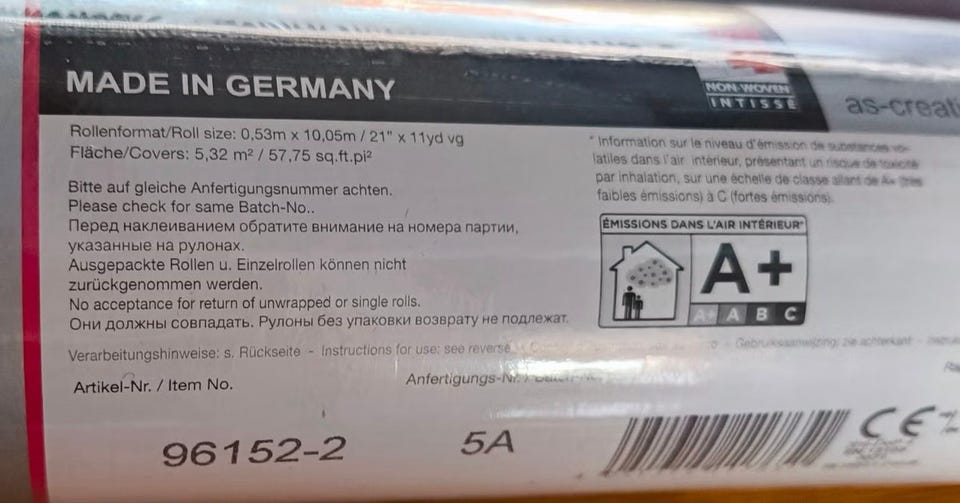 MADE IN GERMANY
NON-WOVEN
INTISSÉ
as-creati
Rollenformat/Roll size: 0,53m x 10,05m / 21" x 11yd vg
Fläche/Covers: 5,32 m² / 57,75 sq.ft.pi²
Bitte auf gleiche Anfertigungsnummer achten.
Please check for same Batch-No..
Перед наклеиванием обратите внимание на номера партии,
указанные на рулонах.
Ausgepackte Rollen u. Einzelrollen können nicht
zurückgenommen werden.
No acceptance for return of unwrapped or single rolls.
Они должны совпадать. Рулоны без упаковки возврату не подлежат.
* Information sur le niveau d'émission de substances vo-
latiles dans l'air intérieur, présentant un risque de toxicité
par inhalation, sur une échelle de classe allant de A+ (très
faibles émissions) à C (fortes émissions).
ÉMISSIONS DANS L'AIR INTÉRIEUR*
A+
A+ A B C
Verarbeitungshinweise: s. Rückseite - Instructions for use: see reverse - Gebruiksaanwijzing: zie achterkant -
Artikel-Nr. / Item No.
Anfertigungs-Nr. / Batch-No.
96152-2
5A
CE